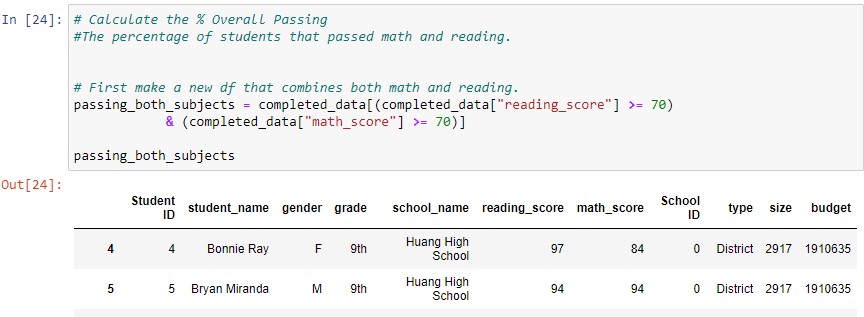 In [24]: # Calculate the % Overall Passing
#The percentage of students that passed math and reading.
# First make a new df that combines both math and reading.
passing_both_subjects = completed_data[(completed_data["reading_score"] >= 70)
& (completed_data["math_score"] >= 70)]
passing_both_subjects
Out[24]:
Student ID student_name gender grade school_name reading_score math_score School ID type size budget
4 4 Bonnie Ray F 9th Huang High School 97 84 0 District 2917 1910635
5 5 Bryan Miranda M 9th Huang High School 94 94 0 District 2917 1910635